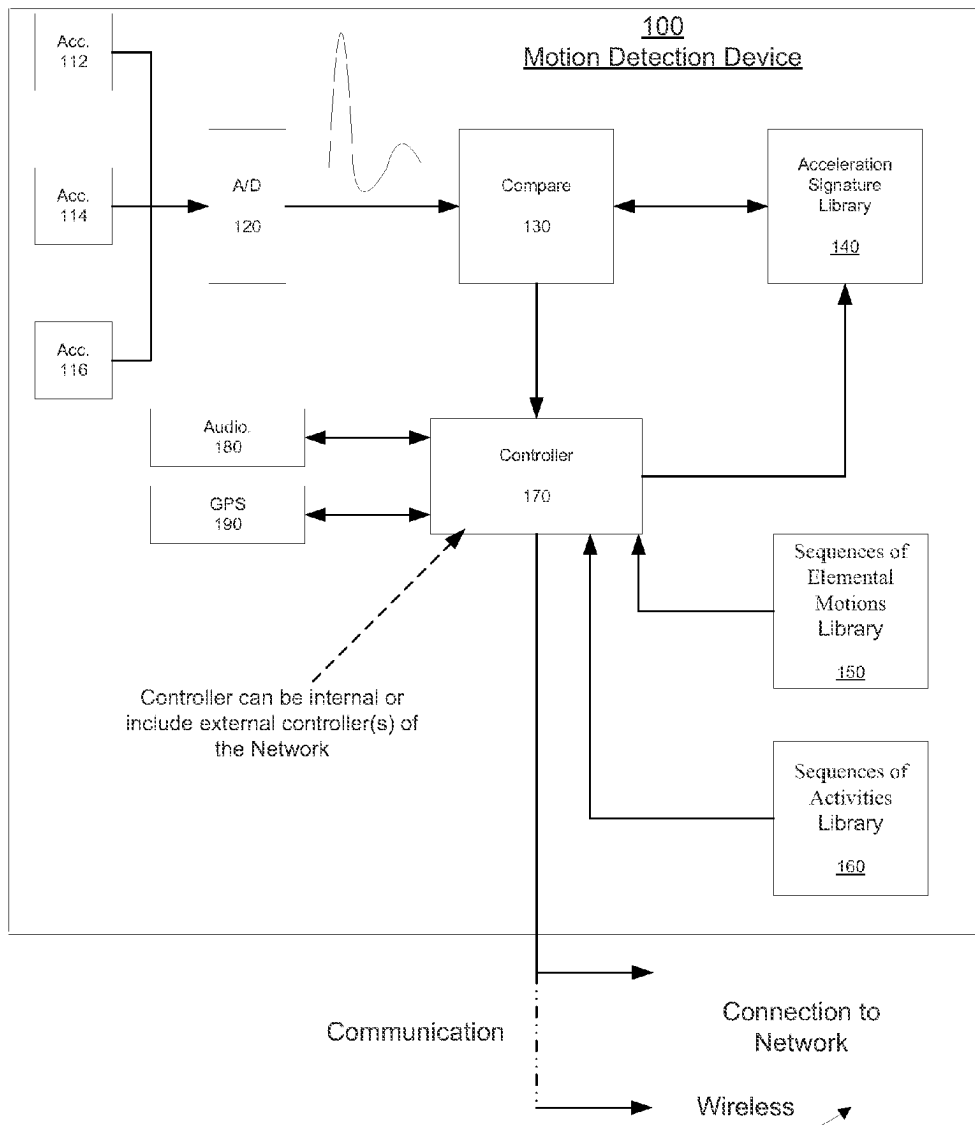 100
Motion Detection Device
Acc.
112
Acc.
114
Acc.
116
A/D
120
Compare
130
Acceleration
Signature
Library
140
Audio.
180
GPS
190
Controller
170
Sequences of
Elemental
Motions
Library
150
Controller can be internal or
include external controller(s) of
the Network
Sequences of
Activities
Library
160
Communication
Connection to
Network
Wireless